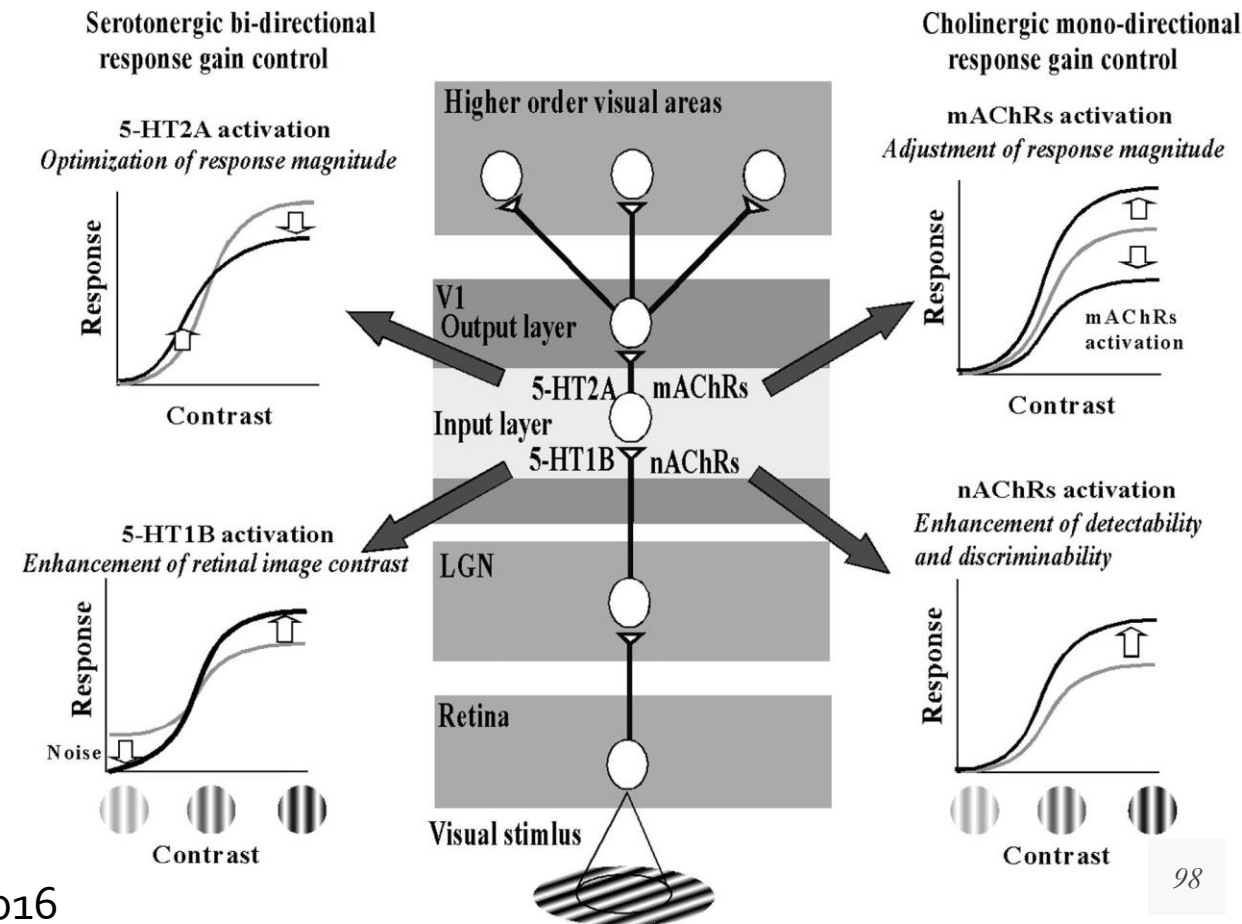 Serotonergic bi-directional
response gain control
5-HT2A activation
Optimization of response magnitude
Response
Contrast
5-HT1B activation
Enhancement of retinal image contrast
Response
Noise
Contrast
Higher order visual areas
V1
Output layer
5-HT2A mAChRs
Input layer
5-HT1B nAChRs
LGN
Retina
Visual stimlus
Cholinergic mono-directional
response gain control
mAChRs activation
Adjustment of response magnitude
Response
mAChRs
activation
Contrast
nAChRs activation
Enhancement of detectability
and discriminability
Response
Contrast
98
016